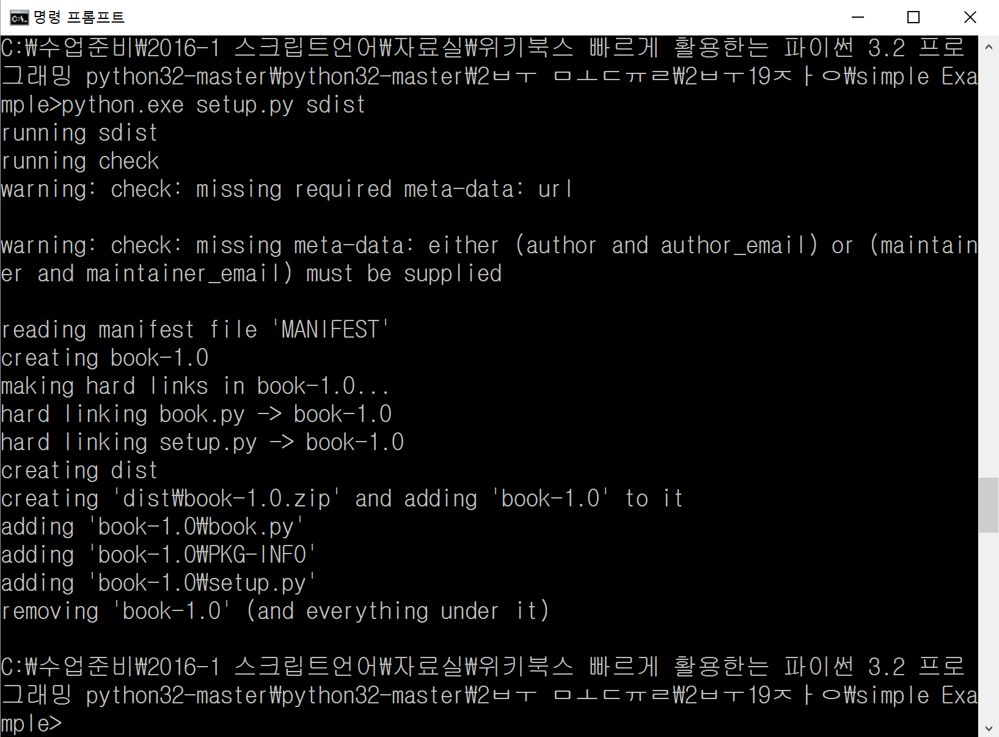 명령 프롬프트
C:₩수업준비₩2016-1 스크립트언어₩자료실₩위키북스 빠르게 활용한는 파이썬 3.2 프로
그래밍 python32-master₩python32-master₩2ㅂㅜ ㅁㅗㄷㅠㄹ₩2ㅂㅜ19ㅈㅏㅇ₩simple Exa
mple>python.exe setup.py sdist
running sdist
running check
warning: check: missing required meta-data: url
warning: check: missing meta-data: either (author and author_email) or (maintain
er and maintainer_email) must be supplied
reading manifest file 'MANIFEST'
creating book-1.0
making hard links in book-1.0...
hard linking book.py -> book-1.0
hard linking setup.py -> book-1.0
creating dist
creating 'dist₩book-1.0.zip' and adding 'book-1.0' to it
adding 'book-1.0₩book.py'
adding 'book-1.0₩PKG-INFO'
adding 'book-1.0₩setup.py'
removing 'book-1.0' (and everything under it)
C:₩수업준비₩2016-1 스크립트언어₩자료실₩위키북스 빠르게 활용한는 파이썬 3.2 프로
그래밍 python32-master₩python32-master₩2ㅂㅜ ㅁㅗㄷㅠㄹ₩2ㅂㅜ19ㅈㅏㅇ₩simple Exa
mple>